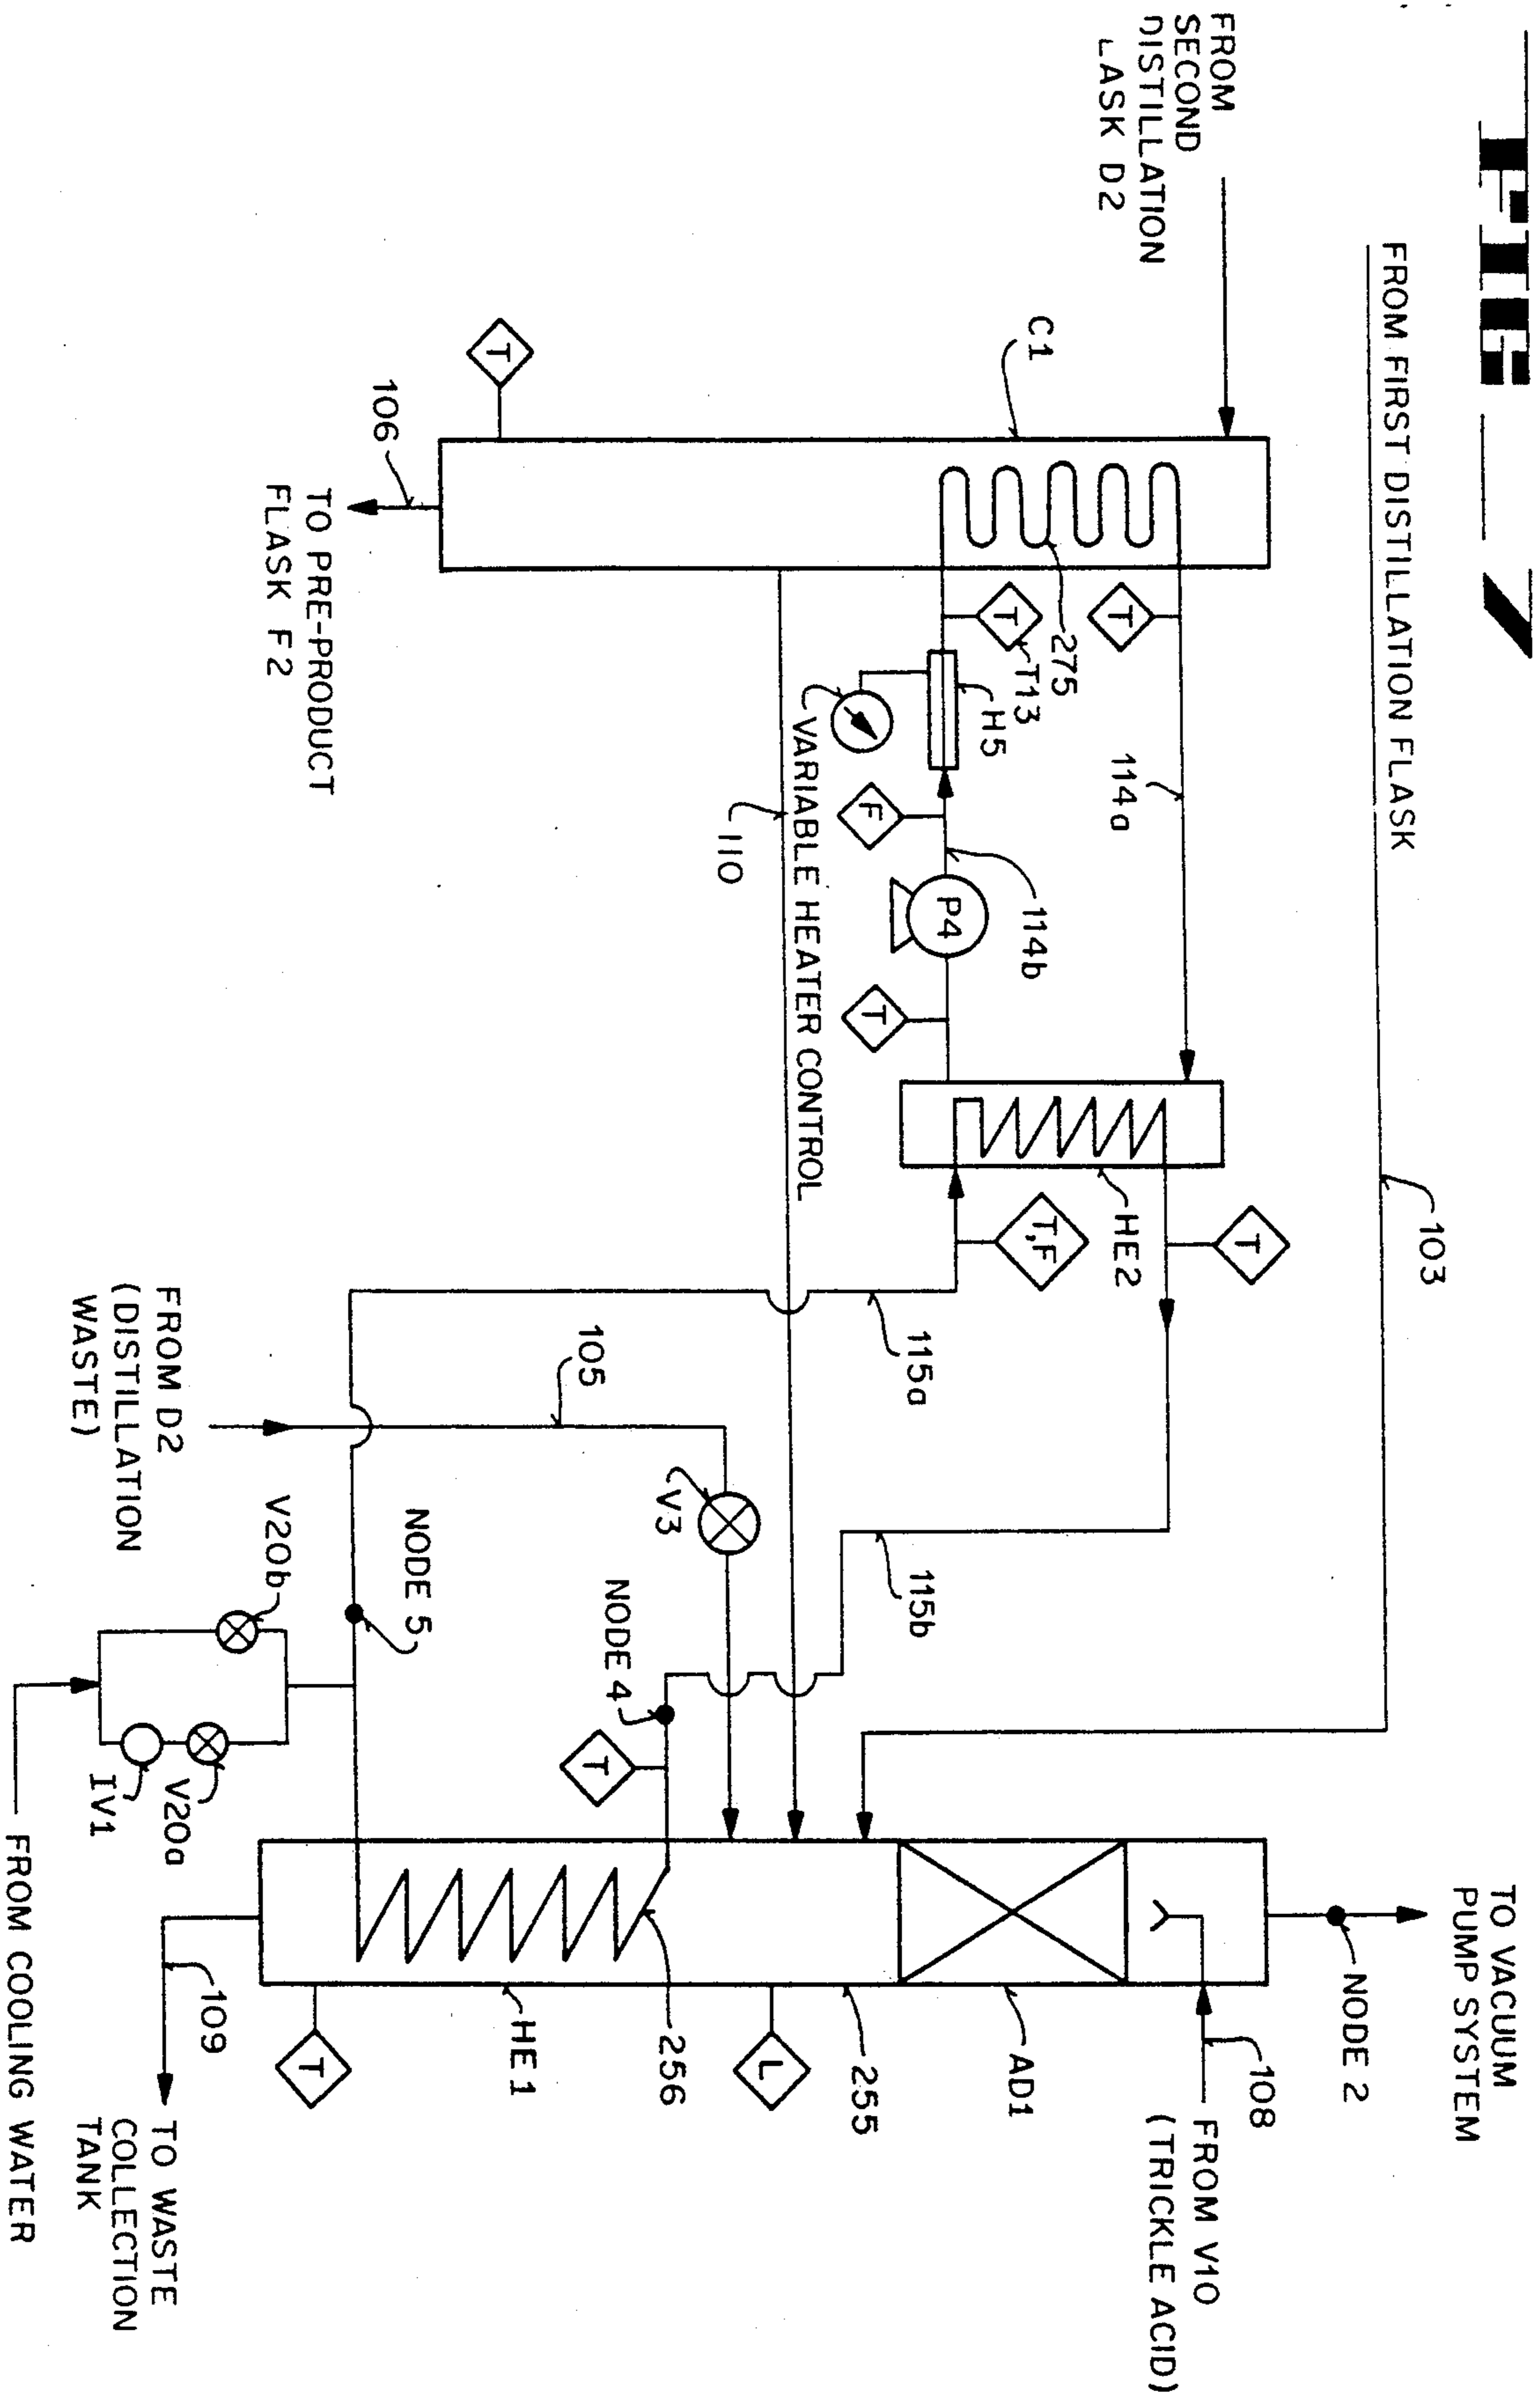 FIG_7
FROM FIRST DISTILLATION FLASK
103
FROM
SECOND
DISTILLATION
LASK D2
C1
275
T
T
T13
H5
VARIABLE HEATER CONTROL
114a
F
114b
P4
T
HE2
T
T,F
110
T
106
TO PRE-PRODUCT
FLASK F2
115a
115b
105
FROM D2
(DISTILLATION
WASTE)
V3
NODE 5
NODE 4
T
V20b
V20a
IV1
FROM COOLING WATER
TO VACUUM
PUMP SYSTEM
NODE 2
108
FROM V10
(TRICKLE ACID)
AD1
255
L
256
HE1
T
109
TO WASTE
COLLECTION
TANK